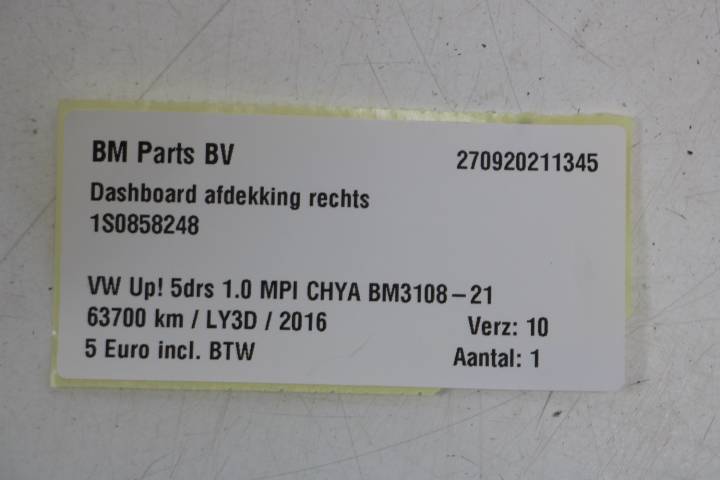 BM Parts BV 270920211345
Dashboard afdekking rechts
1S0858248
VW Up! 5drs 1.0 MPI CHYA BM3108-21
63700 km / LY3D / 2016 Verz: 10
5 Euro incl. BTW Aantal: 1